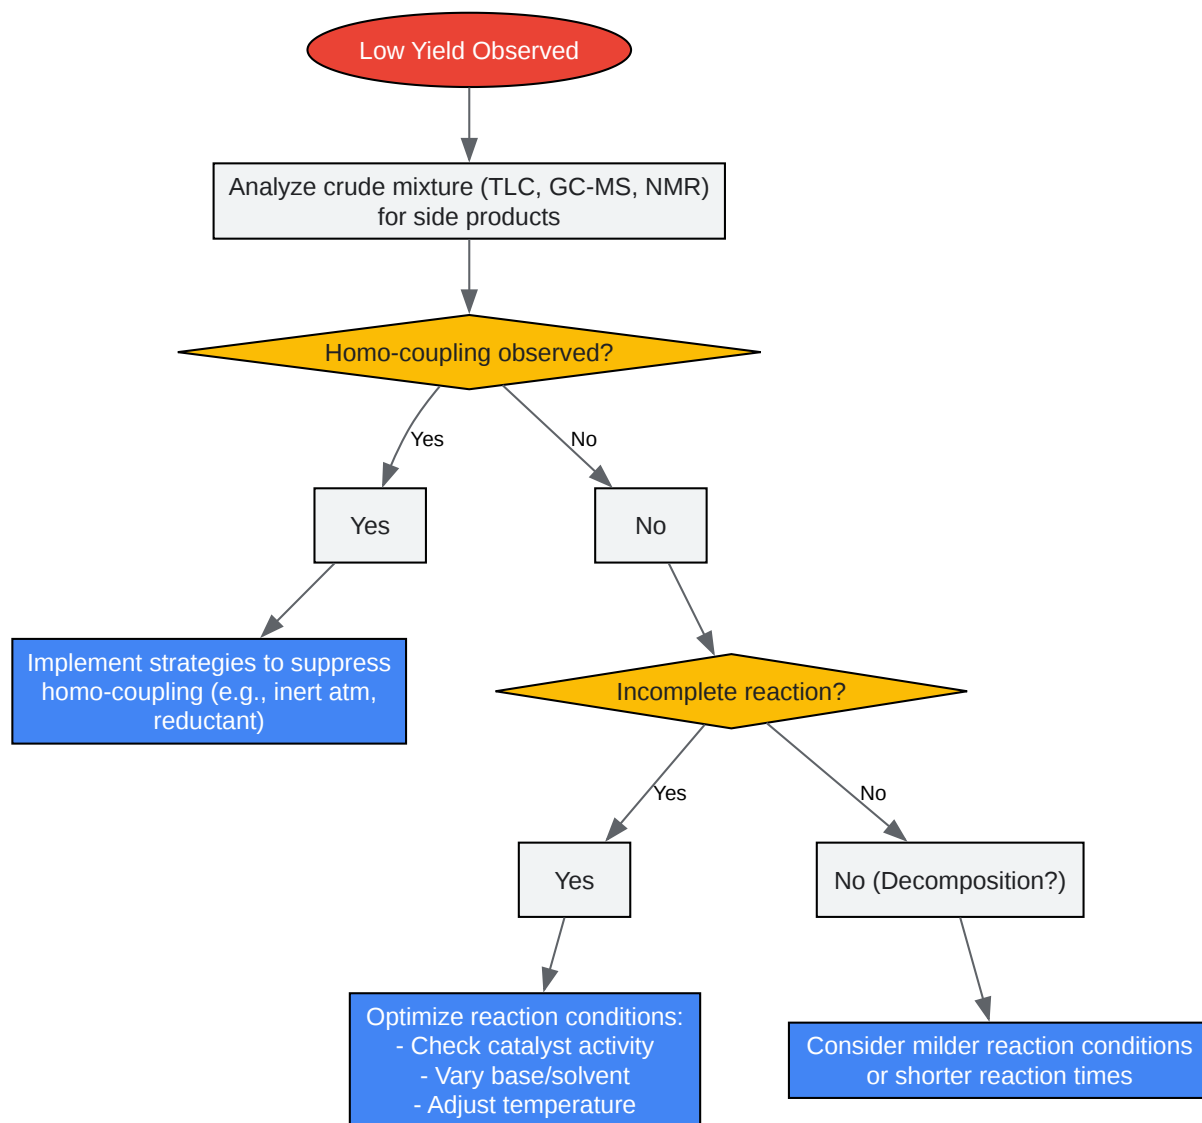 Low Yield Observed
Analyze crude mixture (TLC, GC-MS, NMR)
for side products
Homo-coupling observed?
Yes
No
Yes
No
Implement strategies to suppress
homo-coupling (e.g., inert atm,
reductant)
Incomplete reaction?
Yes
No
Yes
No (Decomposition?)
Optimize reaction conditions:
- Check catalyst activity
- Vary base/solvent
- Adjust temperature
Consider milder reaction conditions
or shorter reaction times